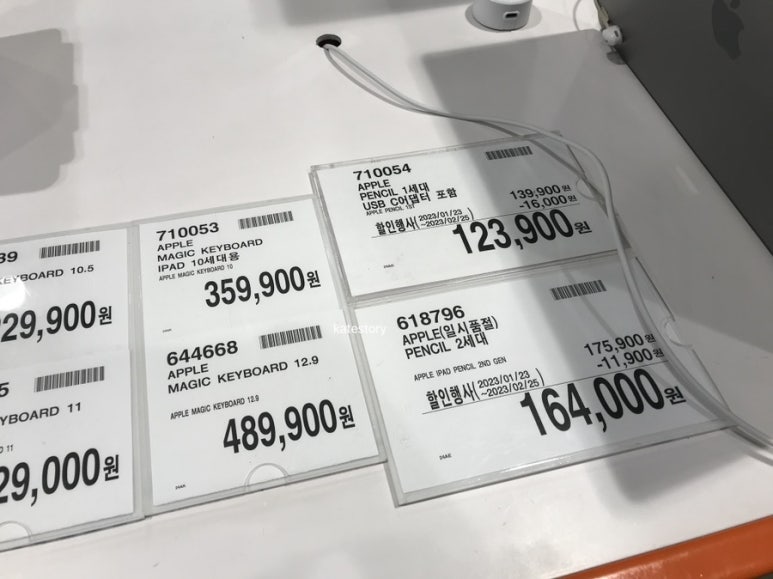 710054
APPLE
PENCIL 1세대
USB C어댑터 포함
APPLE PENCIL 1ST
139,900원
-16,000원
할인행사(2023/01/23
~2023/02/25)
123,900원
710053
APPLE
MAGIC KEYBOARD
IPAD 10세대용
APPLE MAGIC KEYBOARD 10
359,900원
39
KEYBOARD 10.5
29,900원
618796
APPLE(일시품절)
PENCIL 2세대
APPLE IPAD PENCIL 2ND GEN
175,900원
-11,900원
할인행사(2023/01/23
~2023/02/25)
164,000원
katestory
644668
APPLE
MAGIC KEYBOARD 12.9
APPLE MAGIC KEYBOARD 12.9
489,900원
5
YBOARD 11
11
29,000원